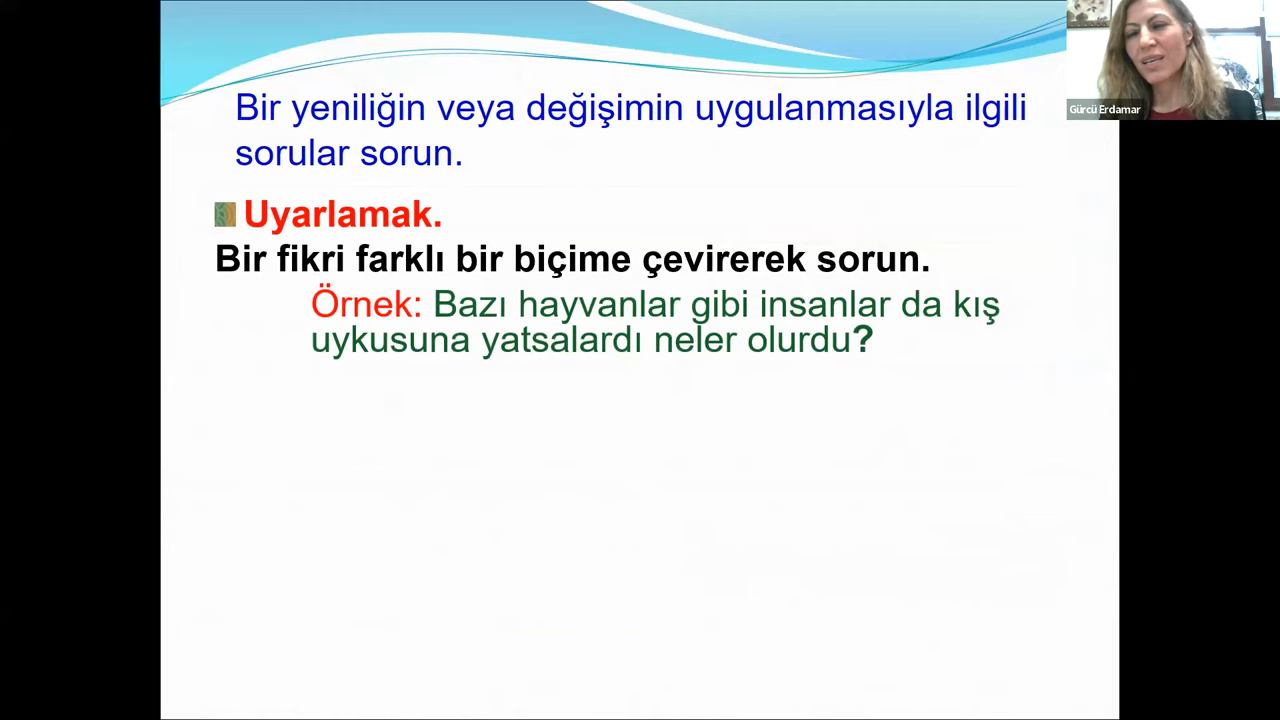 Bir yeniliğin veya değişimin uygulanmasıyla ilgili
sorular sorun.
Uyarlamak.
Bir fikri farklı bir biçime çevirerek sorun.
Örnek: Bazı hayvanlar gibi insanlar da kış
uykusuna yatsalardı neler olurdu?
Gürcü Erdamar